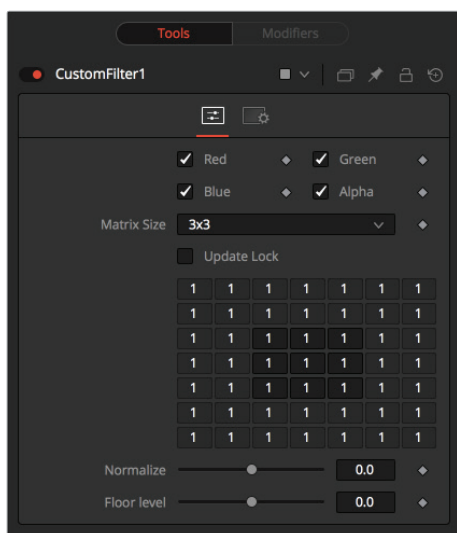 Tools Modifiers
CustomFilter1
Red Green
Blue Alpha
Matrix Size 3x3
Update Lock
1 1 1 1 1 1 1
1 1 1 1 1 1 1
1 1 1 1 1 1 1
1 1 1 1 1 1 1
1 1 1 1 1 1 1
1 1 1 1 1 1 1
1 1 1 1 1 1 1
Normalize 0.0
Floor level 0.0